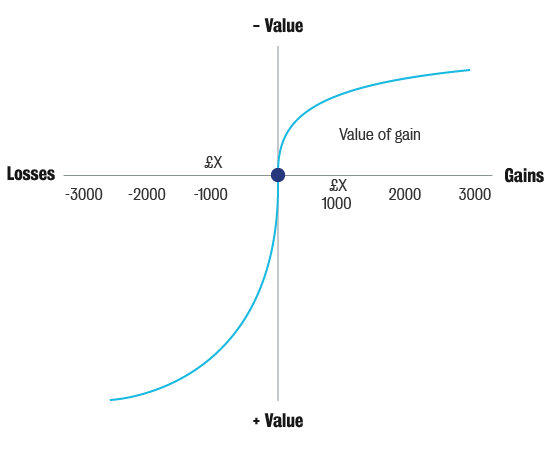 – Value
Value of gain
£X
Losses
Gains
-3000 -2000 -1000
£X
1000 2000 3000
+ Value